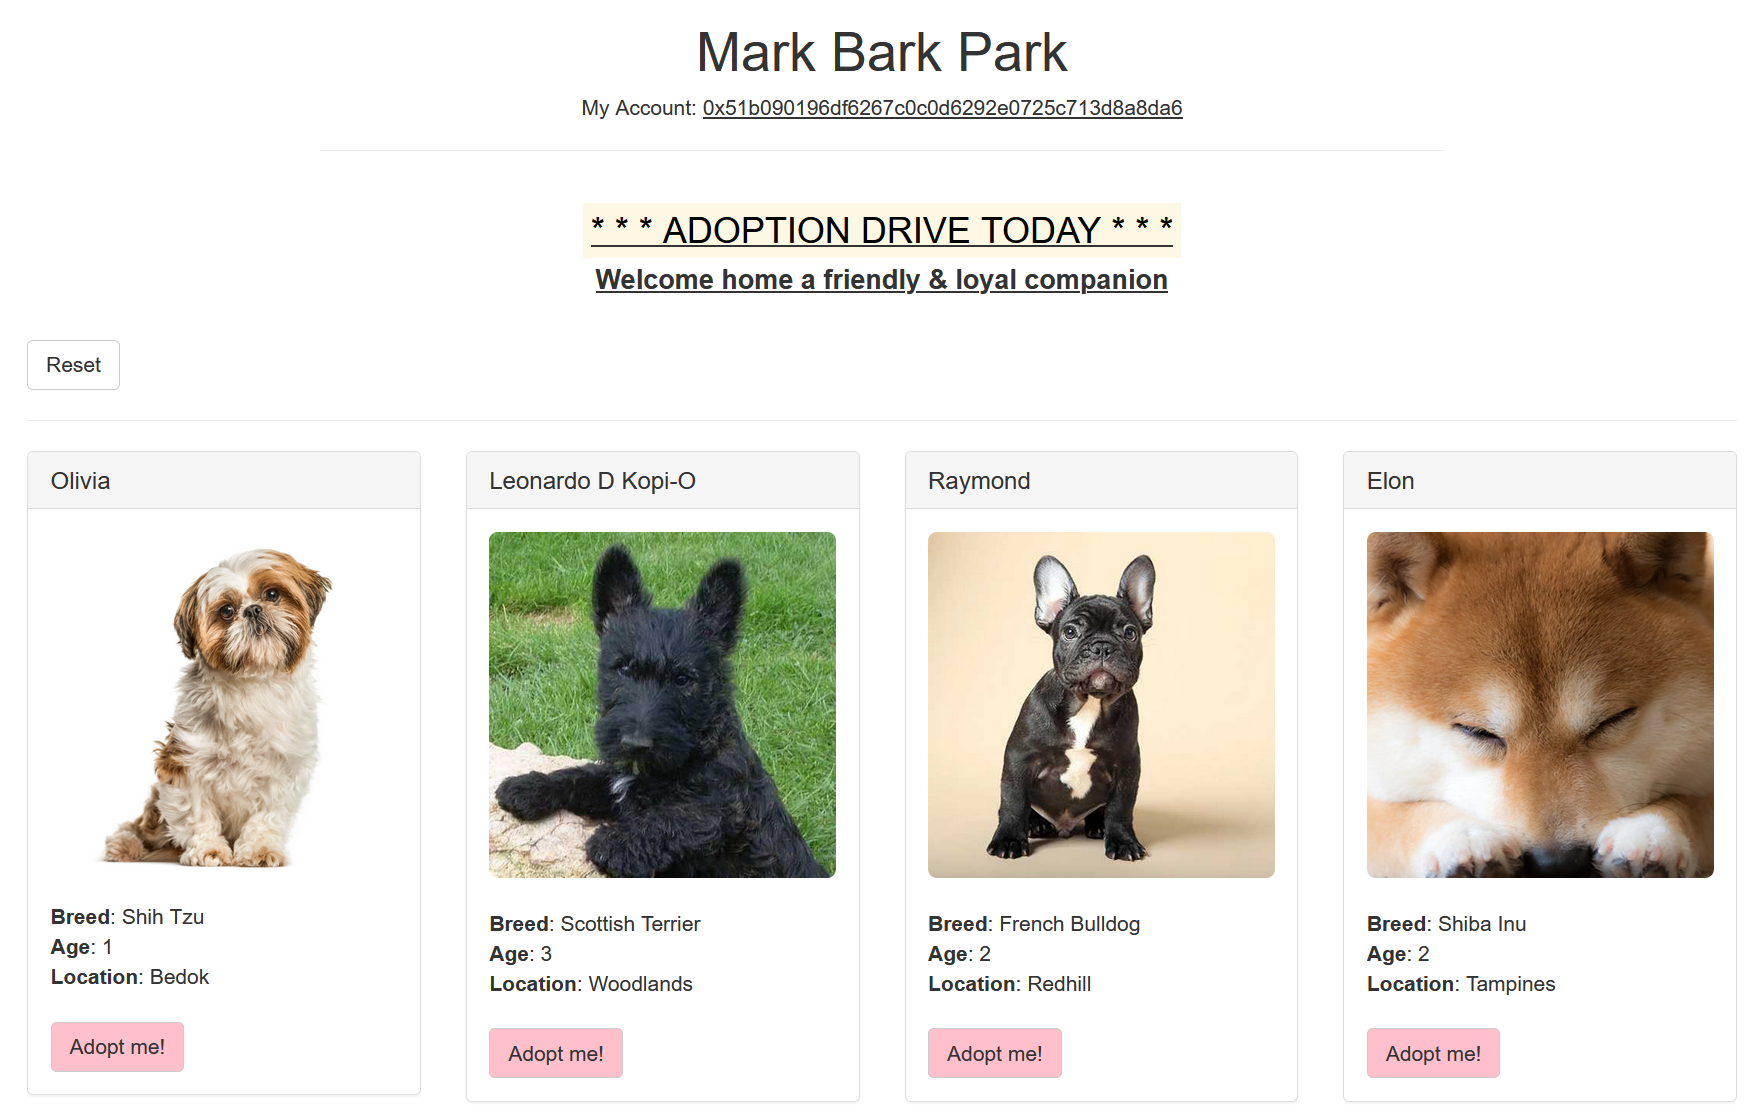 Mark Bark Park
My Account: 0x51b090196df6267c0c0d6292e0725c713d8a8da6
* * * ADOPTION DRIVE TODAY * * *
Welcome home a friendly & loyal companion
Reset
Olivia
Breed: Shih Tzu
Age: 1
Location: Bedok
Adopt me!
Leonardo D Kopi-O
Breed: Scottish Terrier
Age: 3
Location: Woodlands
Adopt me!
Raymond
Breed: French Bulldog
Age: 2
Location: Redhill
Adopt me!
Elon
Breed: Shiba Inu
Age: 2
Location: Tampines
Adopt me!